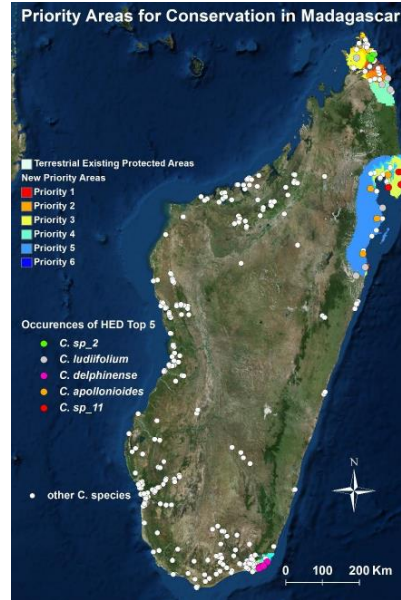 Priority Areas for Conservation in Madagascar
Terrestrial Existing Protected Areas
New Priority Areas
Priority 1
Priority 2
Priority 3
Priority 4
Priority 5
Priority 6
Occurences of HED Top 5
C. sp_2
C. ludiifolium
C. delphinense
C. apollonioides
C. sp_11
other C. species
N
0 100 200 Km